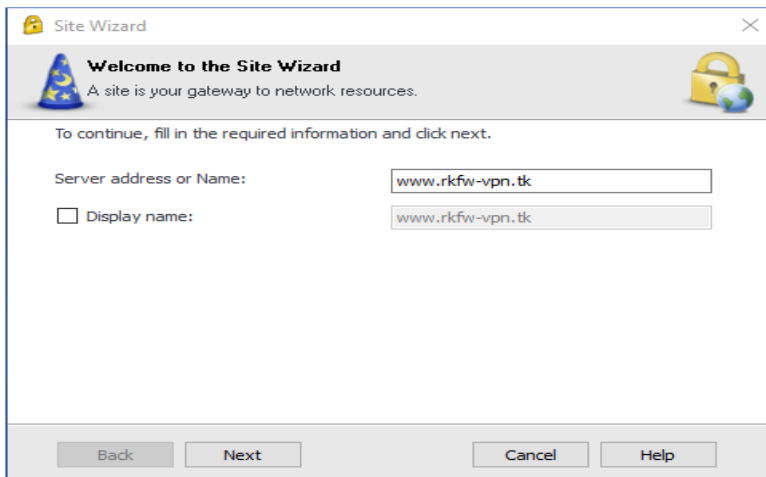 Site Wizard
Welcome to the Site Wizard
A site is your gateway to network resources.
To continue, fill in the required information and click next.
Server address or Name: www.rkfw-vpn.tk
Display name: www.rkfw-vpn.tk
Back Next Cancel Help